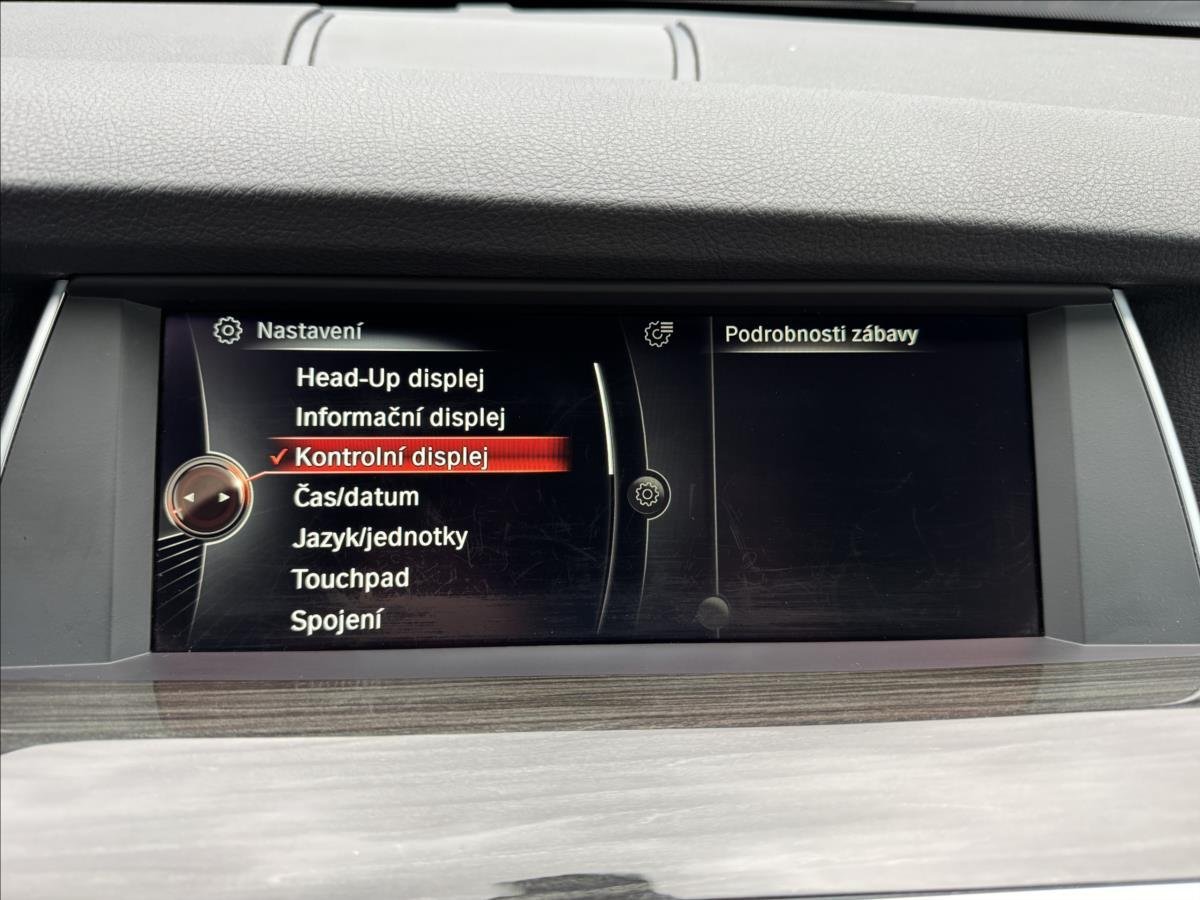 Nastavení
Head-Up displej
Informační displej
Kontrolní displej
Čas/datum
Jazyk/jednotky
Touchpad
Spojení
Podrobnosti zábavy